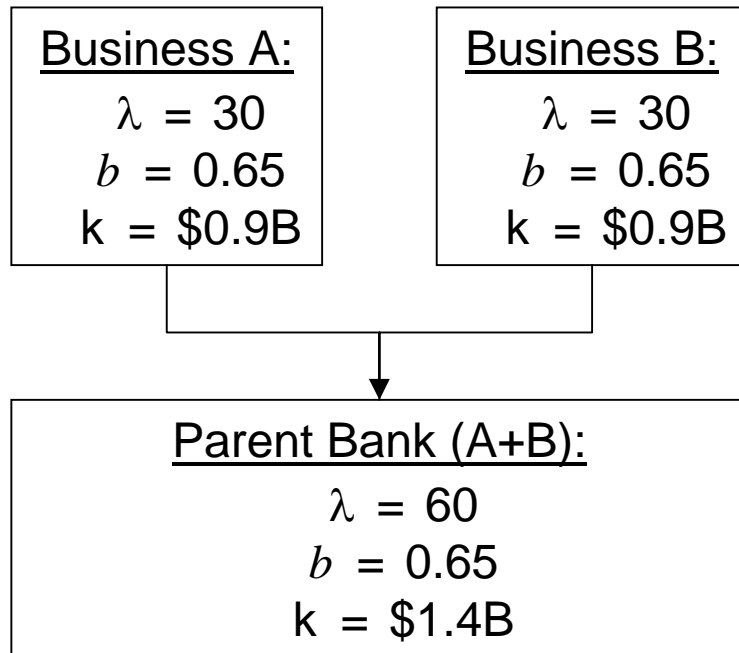 Business A:
λ = 30
b = 0.65
k = $0.9B
Business B:
λ = 30
b = 0.65
k = $0.9B
Parent Bank (A+B):
λ = 60
b = 0.65
k = $1.4B